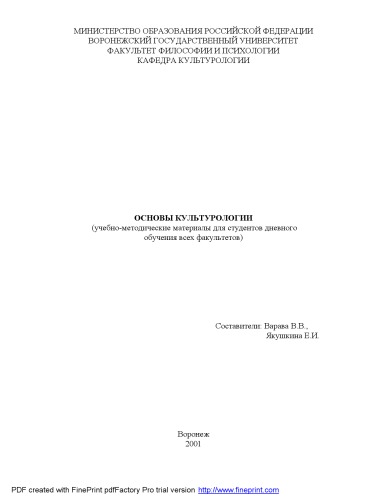 МИНИСТЕРСТВО ОБРАЗОВАНИЯ РОССИЙСКОЙ ФЕДЕРАЦИИ
ВОРОНЕЖСКИЙ ГОСУДАРСТВЕННЫЙ УНИВЕРСИТЕТ
ФАКУЛЬТЕТ ФИЛОСОФИИ И ПСИХОЛОГИИ
КАФЕДРА КУЛЬТУРОЛОГИИ
ОСНОВЫ КУЛЬТУРОЛОГИИ
(учебно-методические материалы для студентов дневного
обучения всех факультетов)
Составители: Варава В.В.,
Якушкина Е.И.
Воронеж
2001
PDF created with FinePrint pdfFactory Pro trial version http://www.fineprint.com